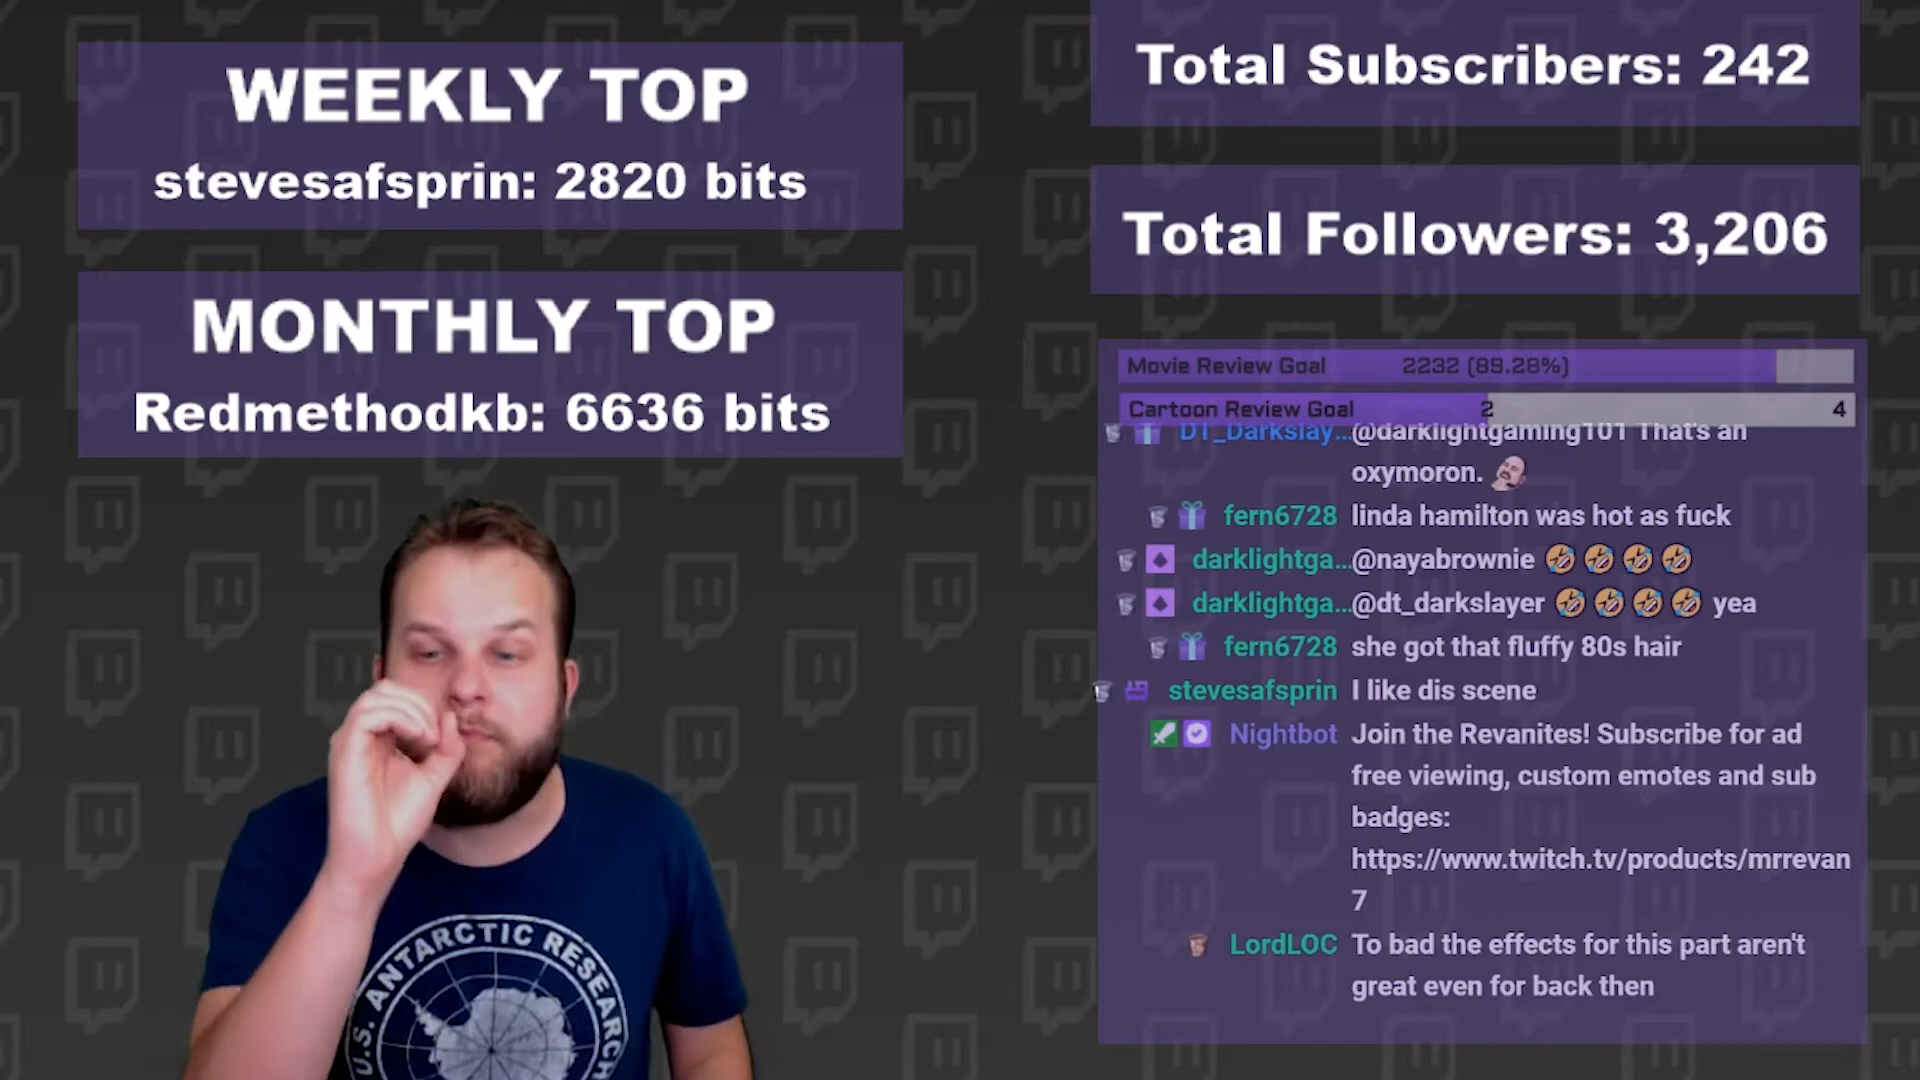 WEEKLY TOP
stevesafsprin: 2820 bits
MONTHLY TOP
Redmethodkb: 6636 bits
Total Subscribers: 242
Total Followers: 3,206
Movie Review Goal 2232 (89.28%)
Cartoon Review Goal 2 4
DT_Darkslay... @darklightgaming101 That's an
oxymoron.
fern6728 linda hamilton was hot as fuck
darklightga... @nayabrownie 🤣 🤣 🤣 🤣
darklightga... @dt_darkslayer 🤣 🤣 🤣 🤣 yea
fern6728 she got that fluffy 80s hair
stevesafsprin I like dis scene
Nightbot Join the Revanites! Subscribe for ad
free viewing, custom emotes and sub
badges:
https://www.twitch.tv/products/mrrevan
7
LordLOC To bad the effects for this part aren't
great even for back then
U.S. ANTARCTIC RESEARCH